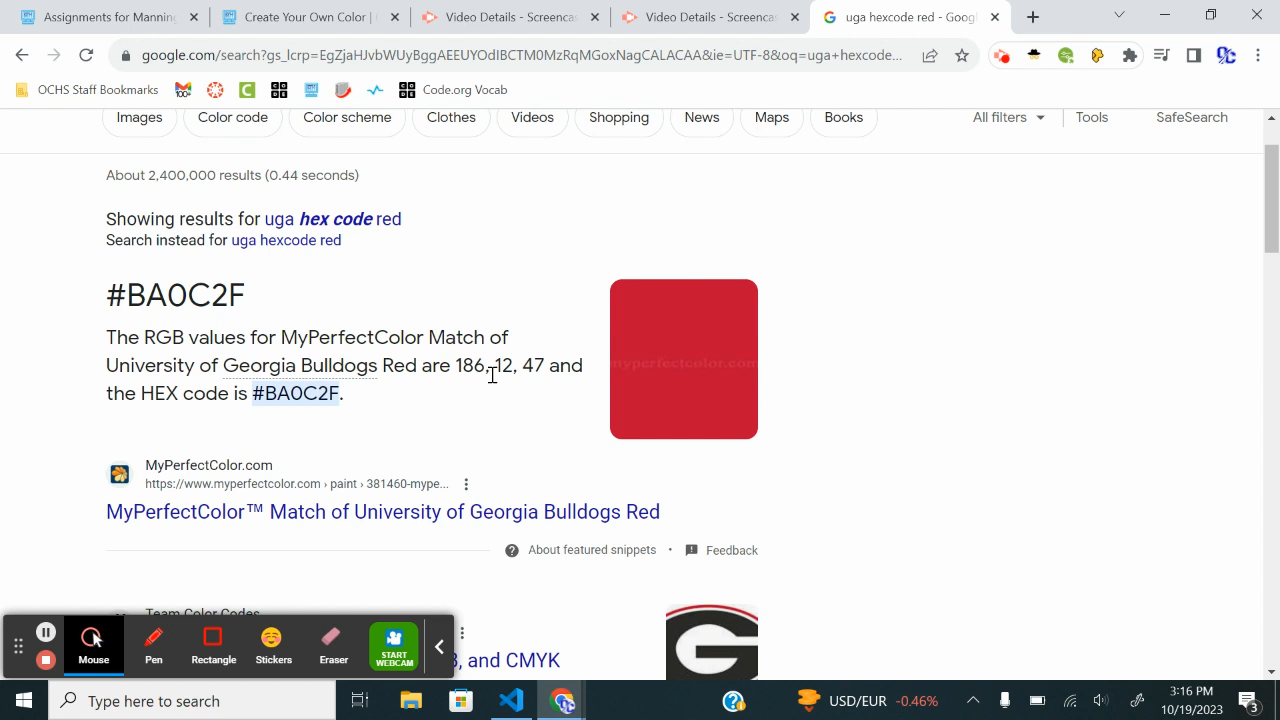 Assignments for Manning,
Create Your Own Color |
Video Details - Screencas
Video Details - Screencas
uga hexcode red - Googl
google.com/search?gs_lcrp=EgZjaHJvbWUyBggAEEUYOdIBCTM0MzRqMGoxNagCALACAA&ie=UTF-8&oq=uga+hexcode...
OCHS Staff Bookmarks
100+
CODE
CODE
Code.org Vocab
Images
Color code
Color scheme
Clothes
Videos
Shopping
News
Maps
Books
All filters
Tools
SafeSearch
About 2,400,000 results (0.44 seconds)
Showing results for uga hex code red
Search instead for uga hexcode red
#BA0C2F
The RGB values for MyPerfectColor Match of
University of Georgia Bulldogs Red are 186, 12, 47 and
the HEX code is #BA0C2F.
myperfectcolor.com
MyPerfectColor.com
https://www.myperfectcolor.com › paint › 381460-mype...
MyPerfectColor™ Match of University of Georgia Bulldogs Red
About featured snippets
•
Feedback
Team Color Codes
, and CMYK
G
Mouse
Pen
Rectangle
Stickers
Eraser
START
WEBCAM
Type here to search
USD/EUR -0.46%
3:16 PM
10/19/2023
3